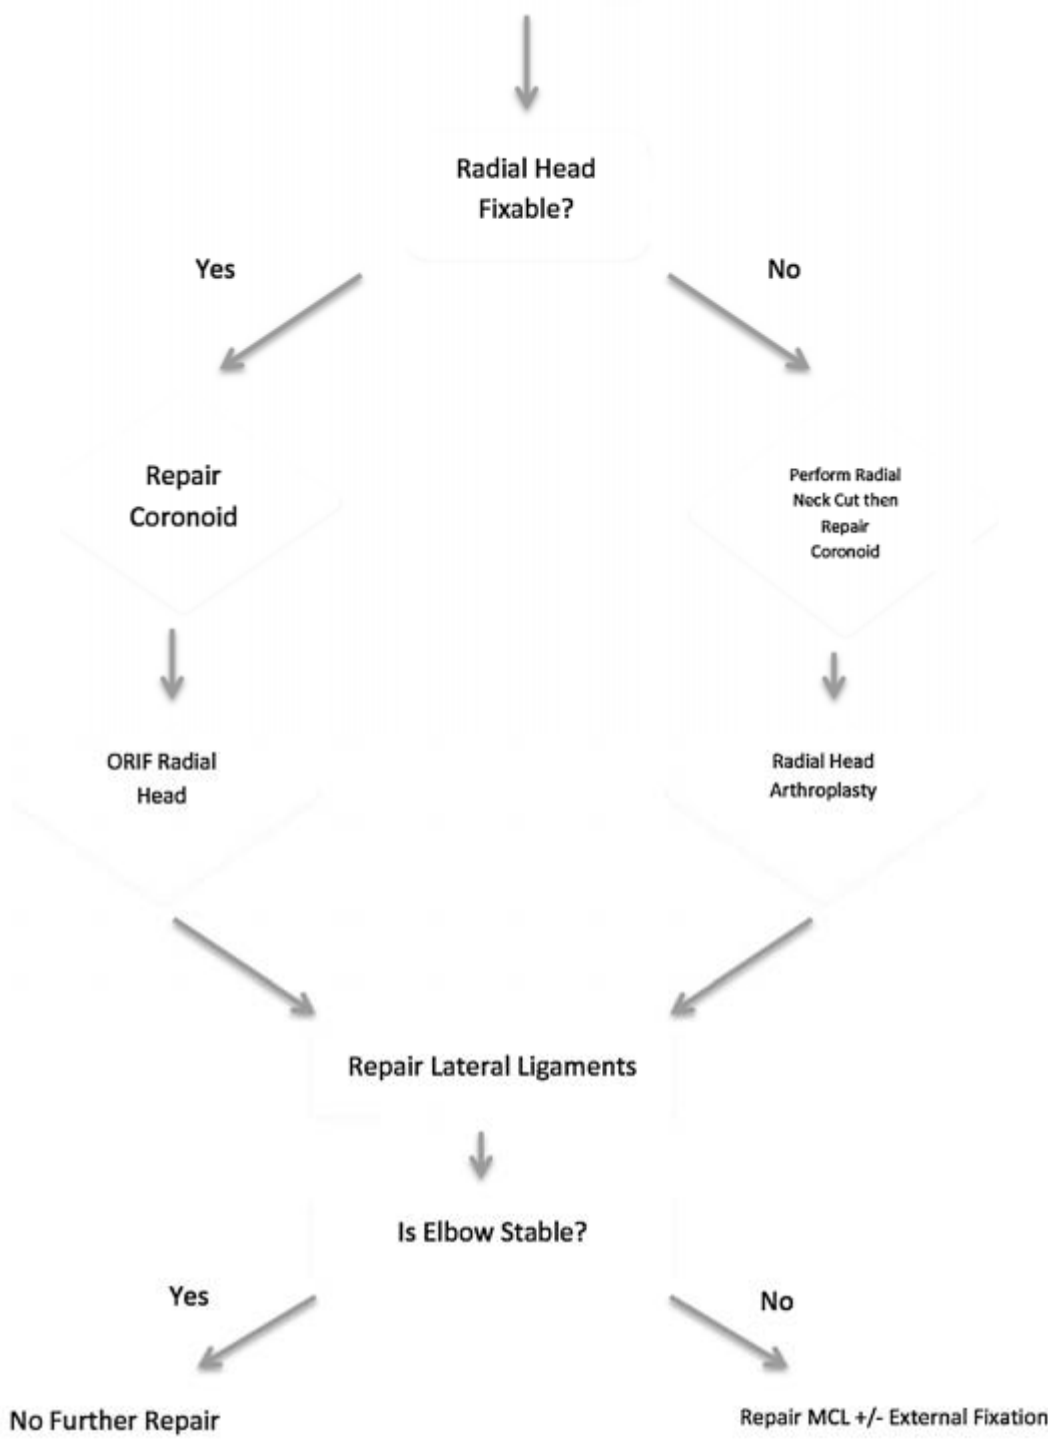 Radial Head
Fixable?
Yes
No
Repair
Coronoid
Perform Radial
Neck Cut then
Repair
Coronoid
ORIF Radial
Head
Radial Head
Arthroplasty
Repair Lateral Ligaments
Is Elbow Stable?
Yes
No
No Further Repair
Repair MCL +/- External Fixation